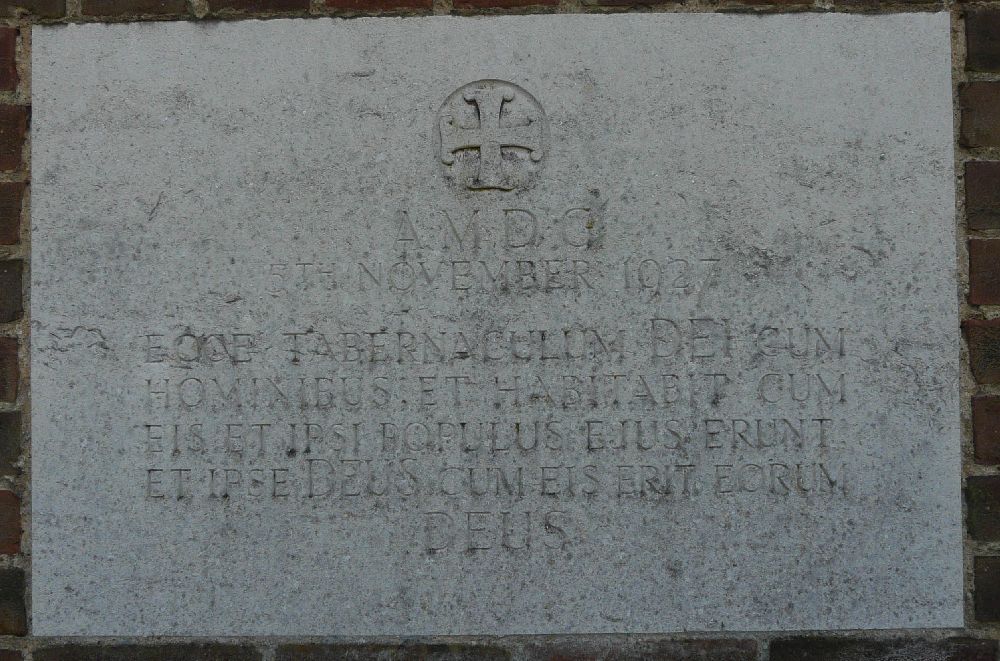 A.M.D.G.
5TH NOVEMBER 1927
ECCE TABERNACULUM DEI CUM
HOMINIBUS: ET HABITABIT CUM
EIS ET IPSI POPULUS EJUS ERUNT
ET IPSE DEUS CUM EIS ERIT EORUM
DEUS